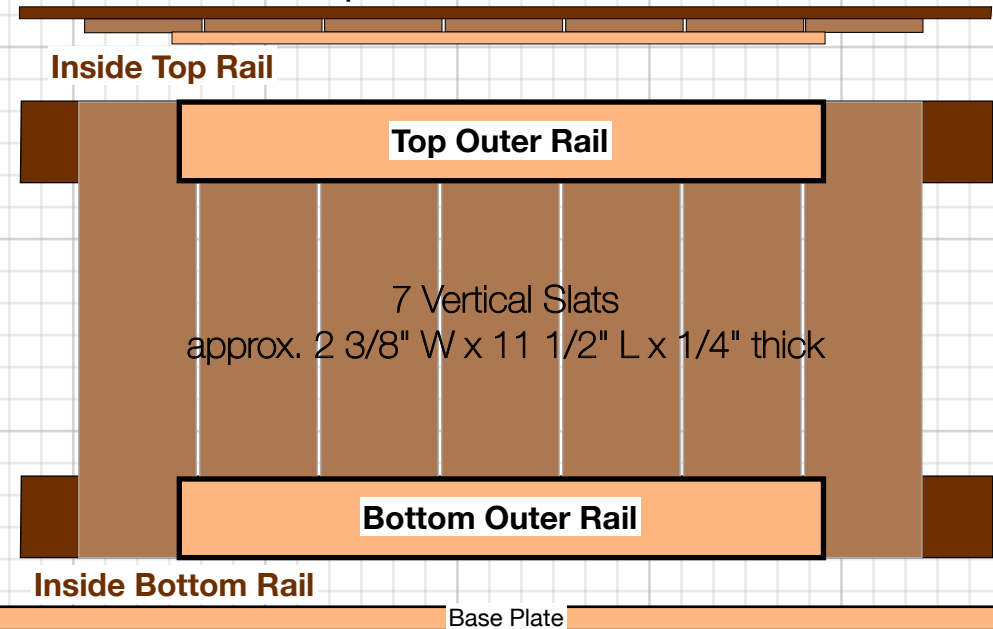 Inside Top Rail
Top Outer Rail
7 Vertical Slats
approx. 2 3/8" W x 11 1/2" L x 1/4" thick
Bottom Outer Rail
Inside Bottom Rail
Base Plate